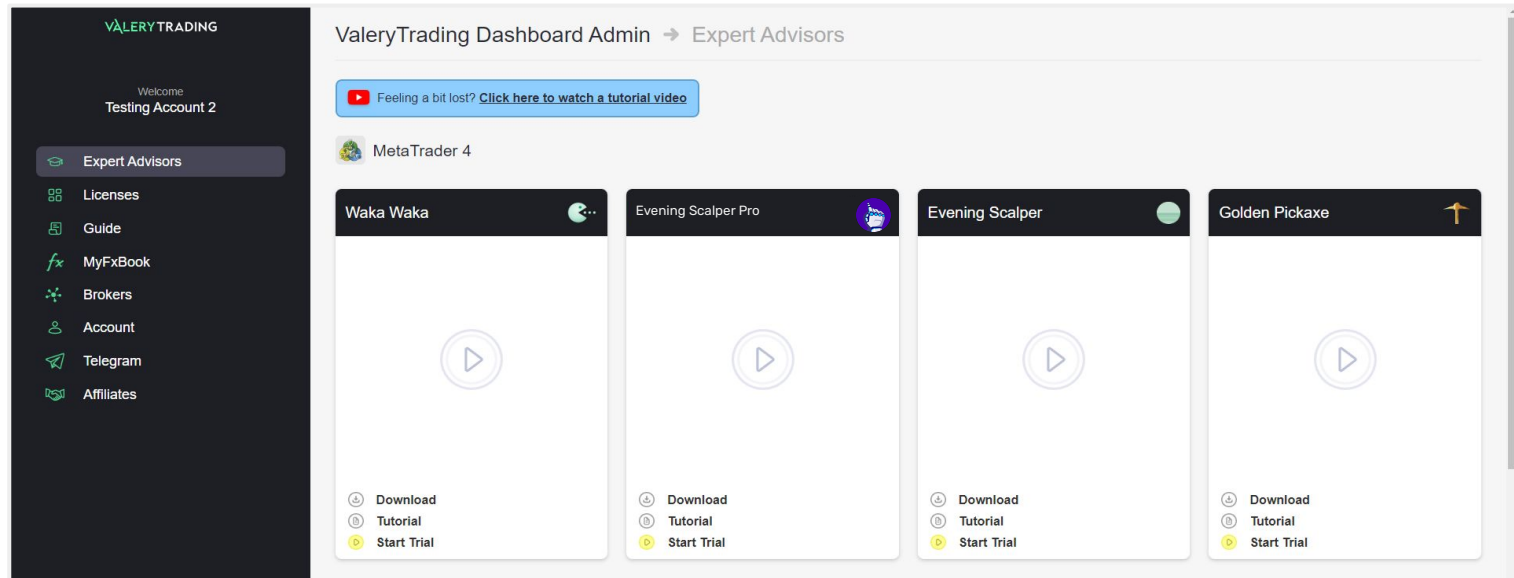 VALERYTRADING
Welcome
Testing Account 2
Expert Advisors
Licenses
Guide
MyFxBook
Brokers
Account
Telegram
Affiliates
ValeryTrading Dashboard Admin → Expert Advisors
Feeling a bit lost? Click here to watch a tutorial video
MetaTrader 4
Waka Waka
Download
Tutorial
Start Trial
Evening Scalper Pro
Download
Tutorial
Start Trial
Evening Scalper
Download
Tutorial
Start Trial
Golden Pickaxe
Download
Tutorial
Start Trial